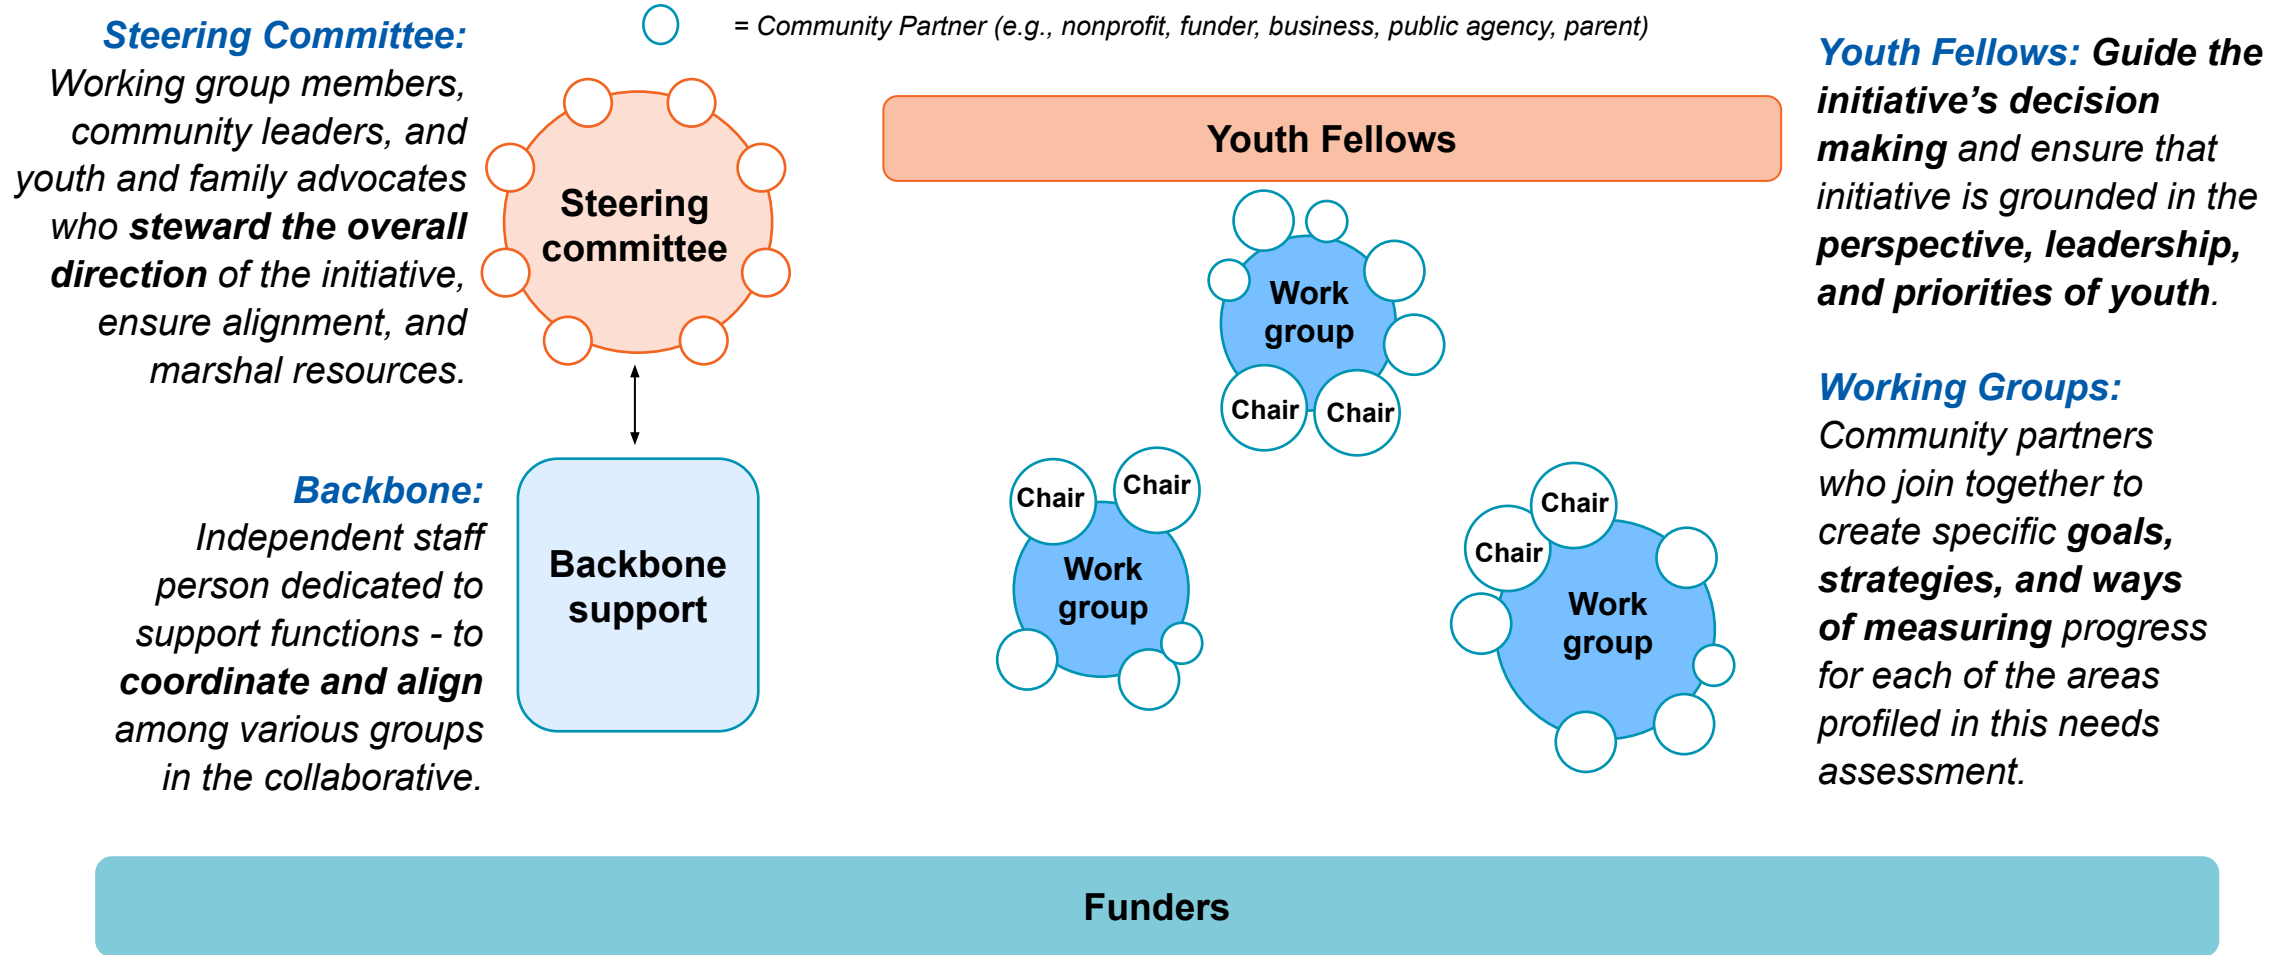 Steering Committee:
Working group members,
community leaders, and
youth and family advocates
who steward the overall
direction of the initiative,
ensure alignment, and
marshal resources.
= Community Partner (e.g., nonprofit, funder, business, public agency, parent)
Steering
committee
Youth Fellows
Youth Fellows: Guide the
initiative’s decision
making and ensure that
initiative is grounded in the
perspective, leadership,
and priorities of youth.
Work
group
Chair
Chair
Backbone:
Independent staff
person dedicated to
support functions - to
coordinate and align
among various groups
in the collaborative.
Backbone
support
Chair
Chair
Work
group
Chair
Chair
Work
group
Working Groups:
Community partners
who join together to
create specific goals,
strategies, and ways
of measuring progress
for each of the areas
profiled in this needs
assessment.
Funders